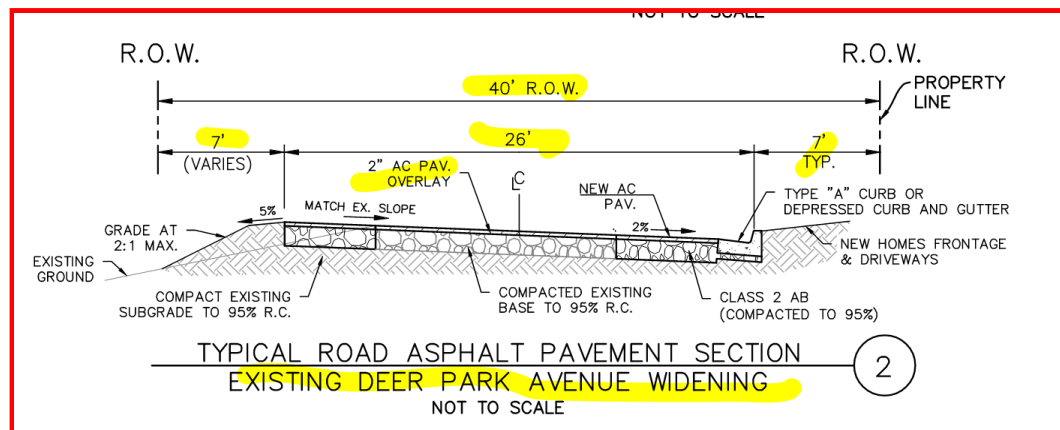 NOT TO SCALE
R.O.W.
R.O.W.
PROPERTY
LINE
40' R.O.W.
7'
(VARIES)
26'
7'
TYP.
2" AC PAV.
OVERLAY
CL
NEW AC
PAV.
TYPE "A" CURB OR
DEPRESSED CURB AND GUTTER
5%
MATCH EX. SLOPE
2%
GRADE AT
2:1 MAX.
NEW HOMES FRONTAGE
& DRIVEWAYS
EXISTING
GROUND
COMPACT EXISTING
SUBGRADE TO 95% R.C.
COMPACTED EXISTING
BASE TO 95% R.C.
CLASS 2 AB
(COMPACTED TO 95%)
TYPICAL ROAD ASPHALT PAVEMENT SECTION
2
EXISTING DEER PARK AVENUE WIDENING
NOT TO SCALE